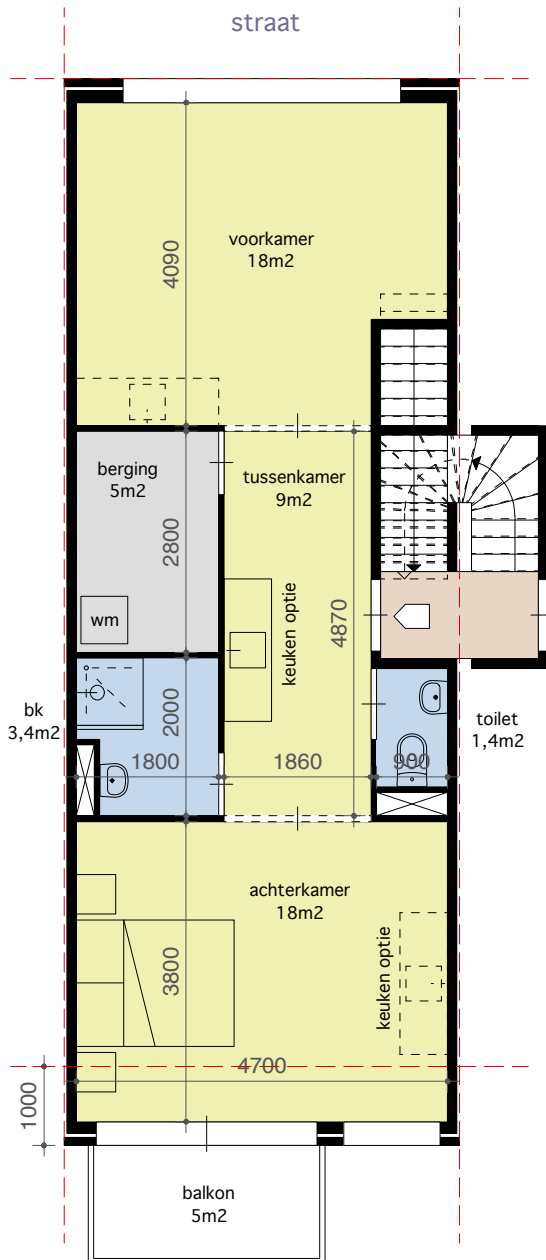 straat
voorkamer
18m2
4090
berging
5m2
tussenkamer
9m2
2800
4870
wm
keuken optie
bk
3,4m2
2000
toilet
1,4m2
1800
1860
900
achterkamer
18m2
3800
keuken optie
4700
1000
balkon
5m2